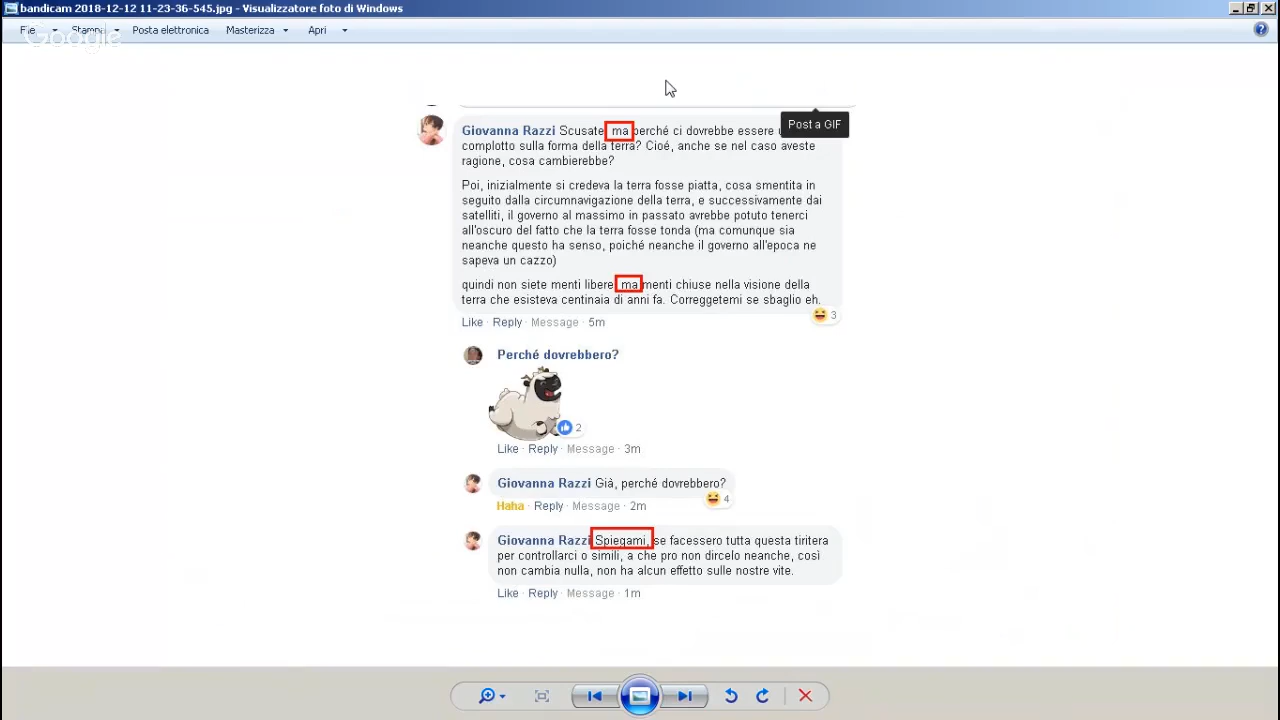 bandicam 2018-12-12 11-23-36-545.jpg - Visualizzatore foto di Windows
File Stampa Posta elettronica Masterizza Apri
Google
Post a GIF
Giovanna Razzi Scusate ma perché ci dovrebbe essere
complotto sulla forma della terra? Cioé, anche se nel caso aveste
ragione, cosa cambierebbe?
Poi, inizialmente si credeva la terra fosse piatta, cosa smentita in
seguito dalla circumnavigazione della terra, e successivamente dai
satelliti, il governo al massimo in passato avrebbe potuto tenerci
all'oscuro del fatto che la terra fosse tonda (ma comunque sia
neanche questo ha senso, poiché neanche il governo all'epoca ne
sapeva un cazzo)
quindi non siete menti libere ma menti chiuse nella visione della
terra che esisteva centinaia di anni fa. Correggetemi se sbaglio eh.
3
Like · Reply · Message · 5m
Perché dovrebbero?
2
Like · Reply · Message · 3m
Giovanna Razzi Già, perché dovrebbero?
4
Haha · Reply · Message · 2m
Giovanna Razzi Spiegami, se facessero tutta questa tiritera
per controllarci o simili, a che pro non dircelo neanche, così
non cambia nulla, non ha alcun effetto sulle nostre vite.
Like · Reply · Message · 1m